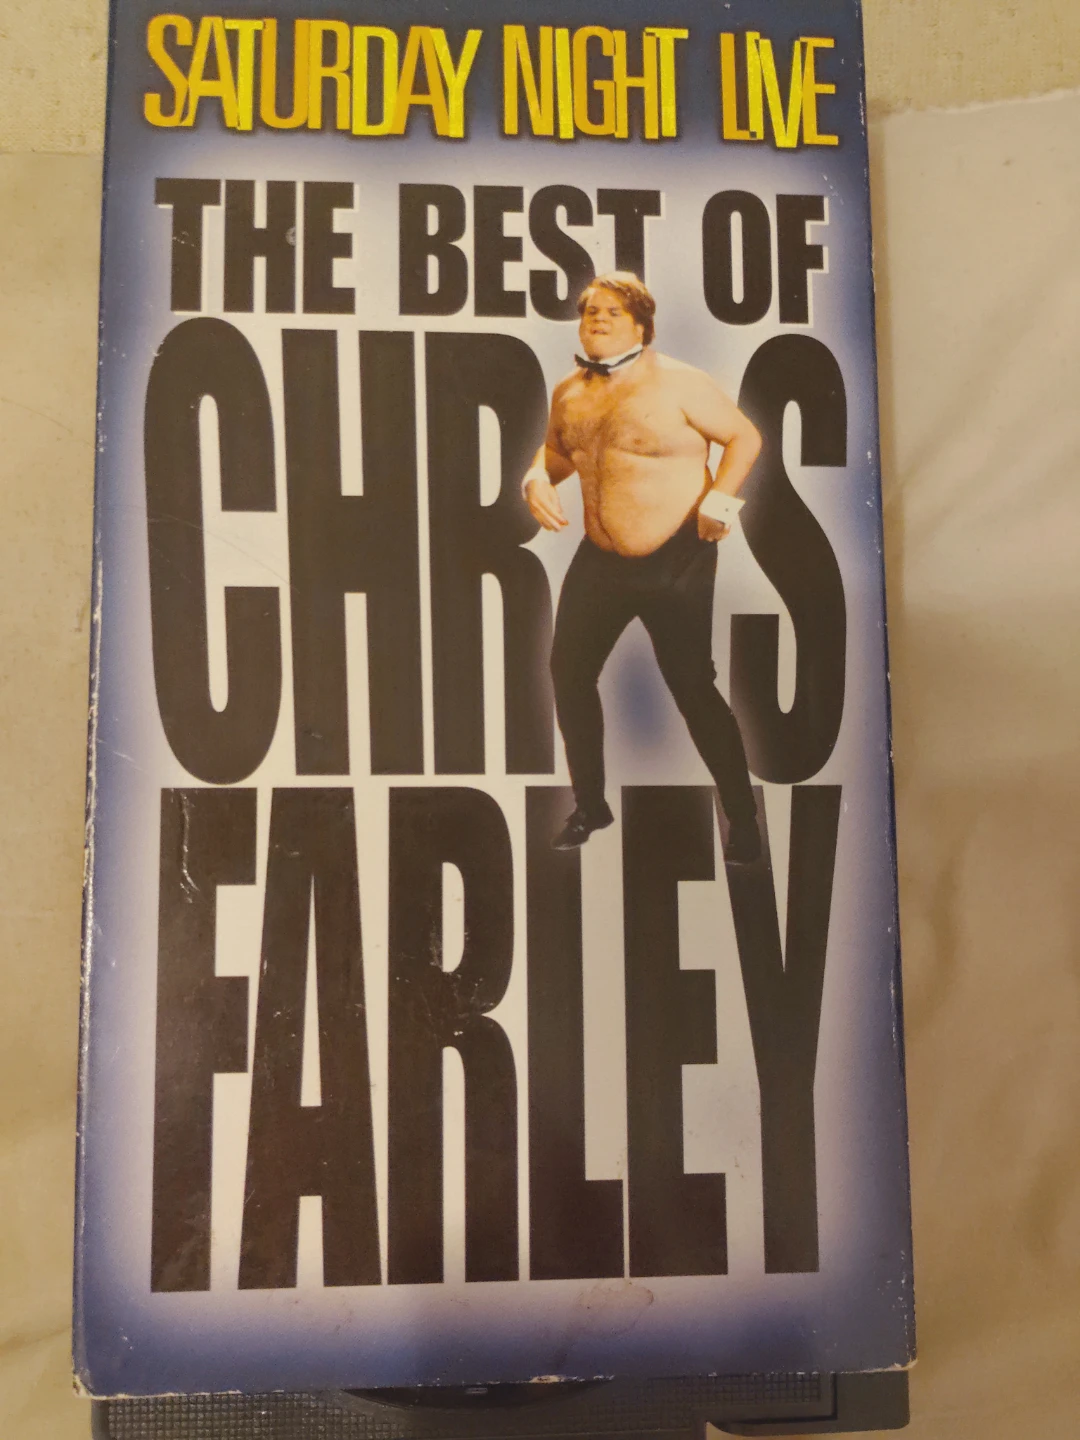 SATURDAY NIGHT LIVE
THE BEST OF
CHRIS
FARLEY